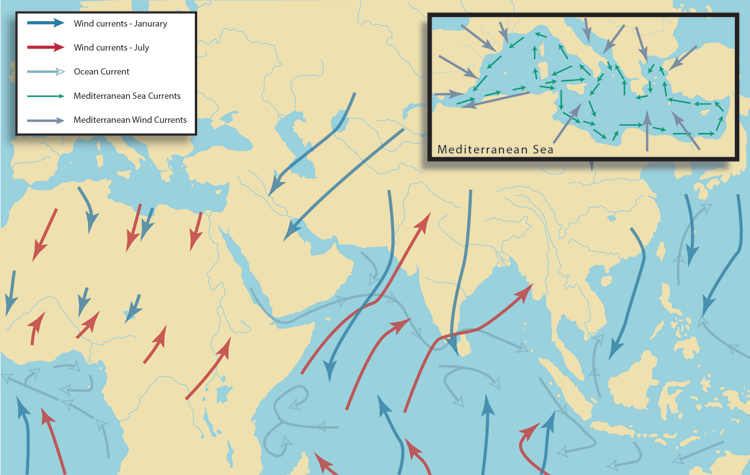 Wind currents - Janurary
Wind currents - July
Ocean Current
Mediterranean Sea Currents
Mediterranean Wind Currents
Mediterranean Sea